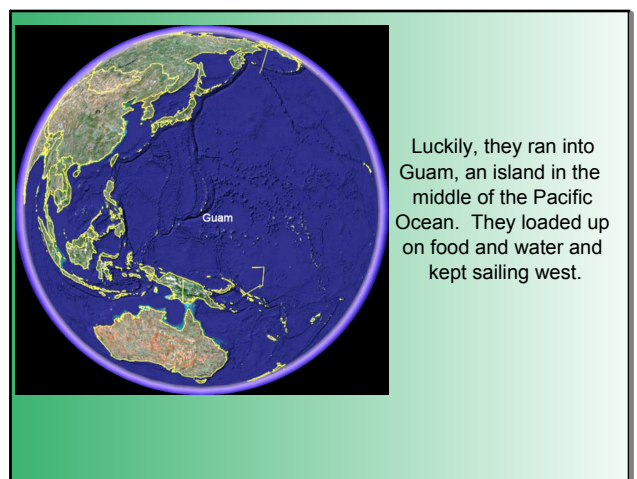 Guam
Luckily, they ran into
Guam, an island in the
middle of the Pacific
Ocean.  They loaded up
on food and water and
kept sailing west.